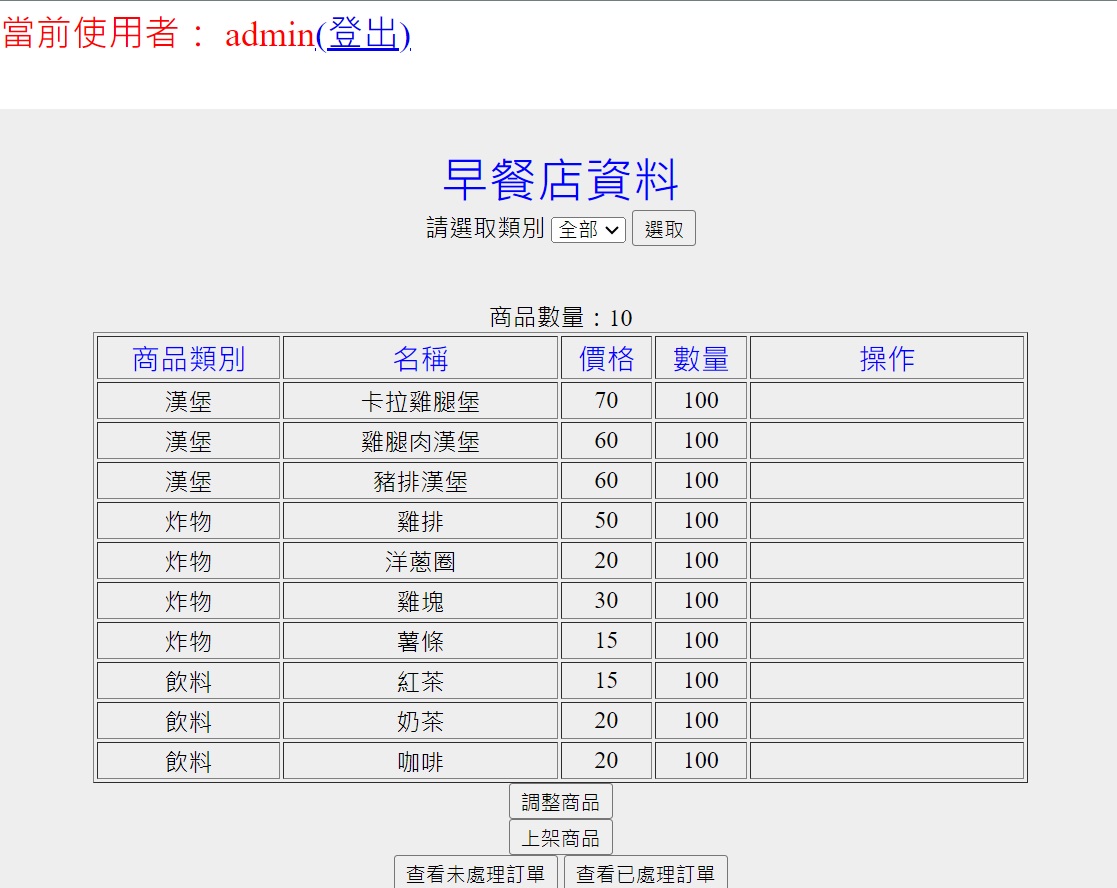 當前使用者： admin(登出)
早餐店資料
請選取類別 全部 選取
商品數量：10
商品類別 名稱 價格 數量 操作
漢堡 卡拉雞腿堡 70 100
漢堡 雞腿肉漢堡 60 100
漢堡 豬排漢堡 60 100
炸物 雞排 50 100
炸物 洋蔥圈 20 100
炸物 雞塊 30 100
炸物 薯條 15 100
飲料 紅茶 15 100
飲料 奶茶 20 100
飲料 咖啡 20 100
調整商品
上架商品
查看未處理訂單 查看已處理訂單